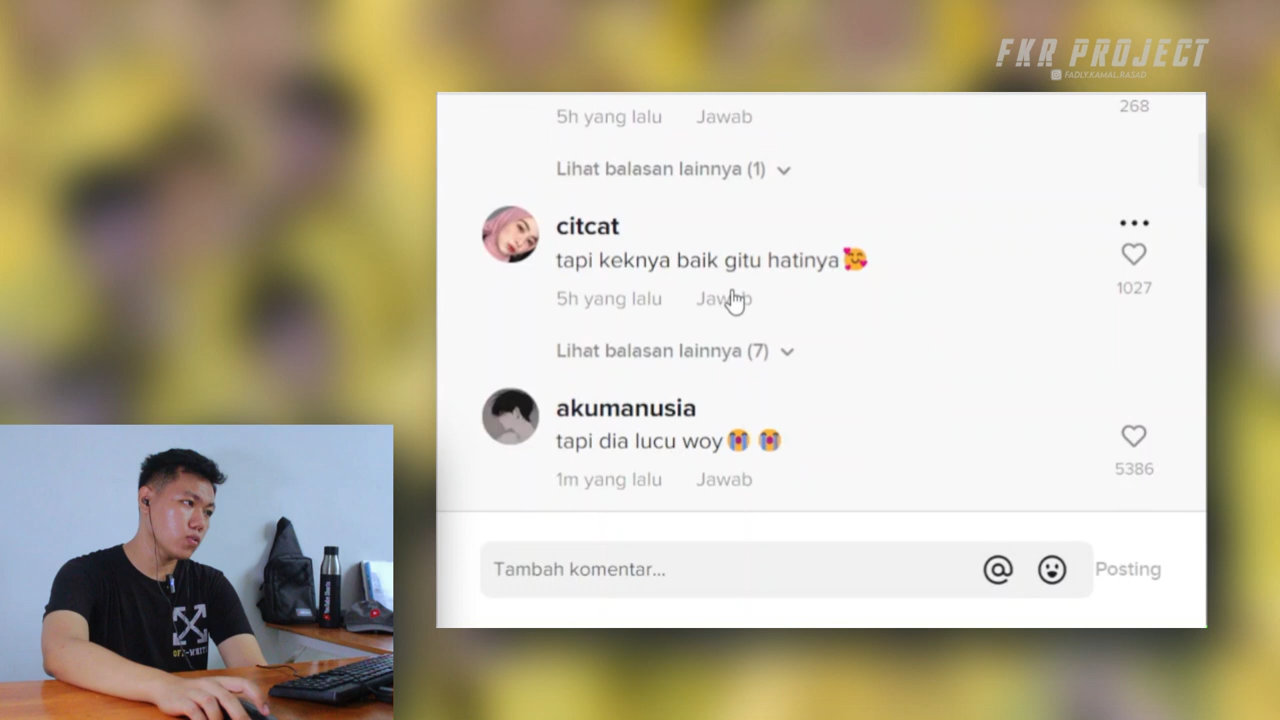 FKR PROJECT
FADLY.KAMAL.RASAD
268
5h yang lalu Jawab
Lihat balasan lainnya (1)
citcat
tapi keknya baik gitu hatinya🥰
1027
5h yang lalu Jawab
Lihat balasan lainnya (7)
akumanusia
tapi dia lucu woy😭 😭
5386
1m yang lalu Jawab
Tambah komentar...
Posting
OFF-WHITE